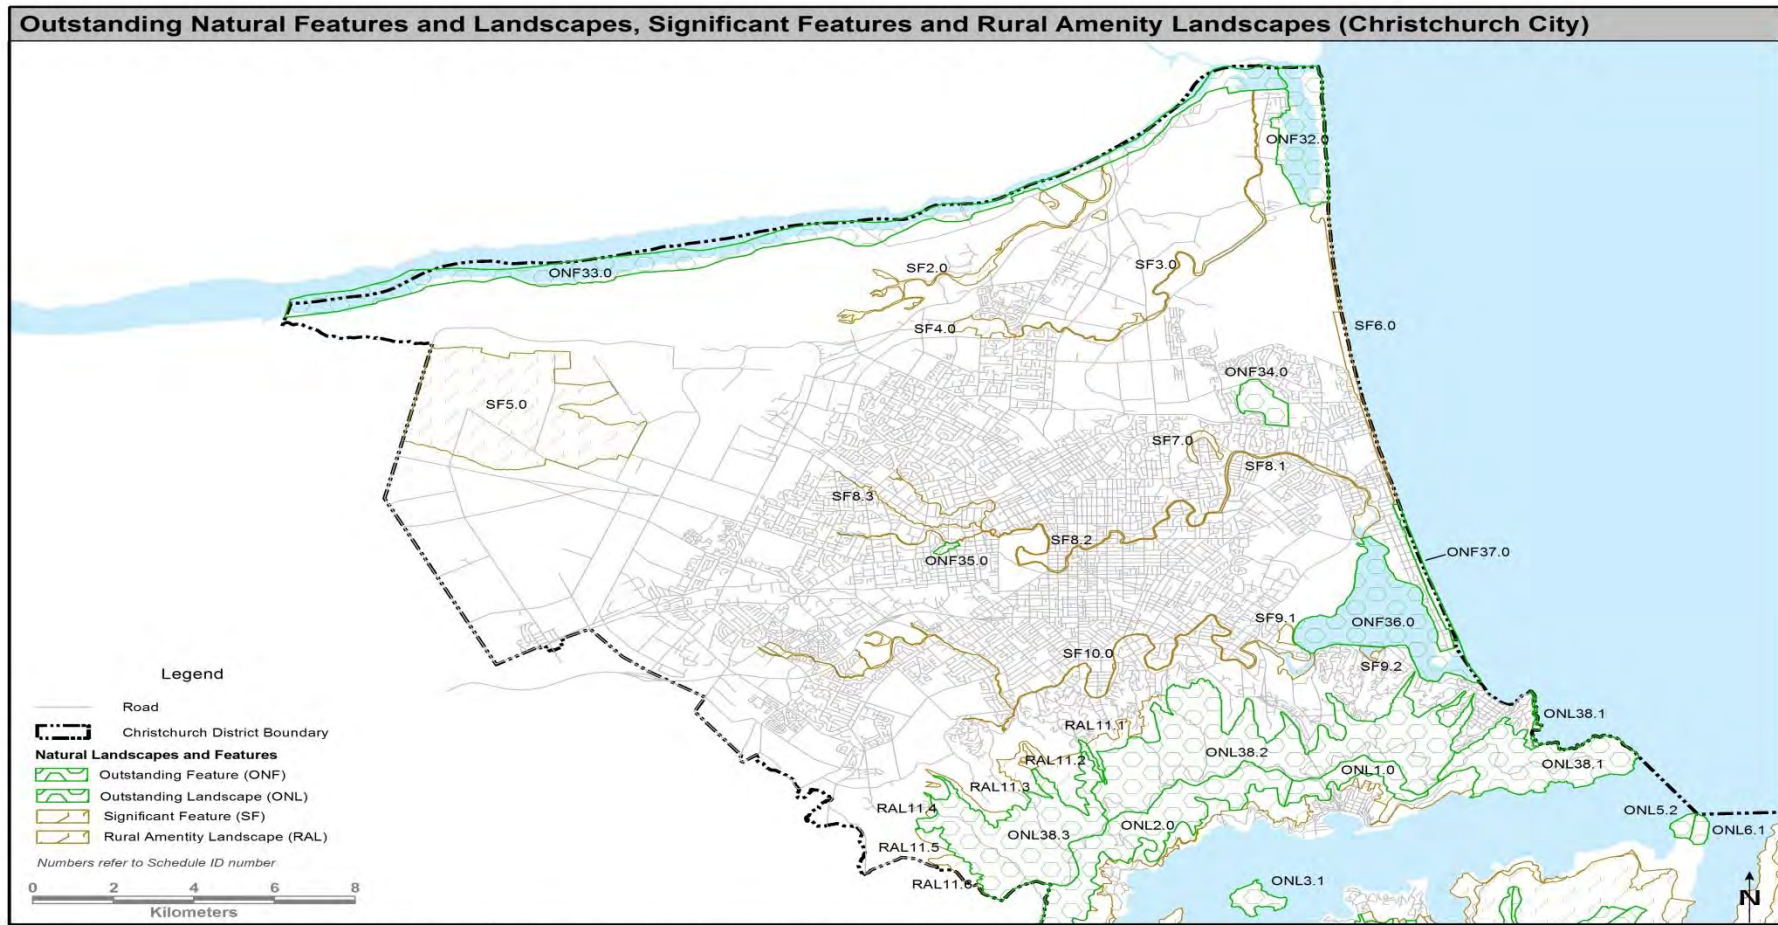 Outstanding Natural Features and Landscapes, Significant Features and Rural Amenity Landscapes (Christchurch City)
ONF32.0
ONF33.0
SF2.0
SF3.0
SF4.0
SF6.0
ONF34.0
SF5.0
SF7.0
SF8.1
SF8.3
SF8.2
ONF35.0
ONF37.0
SF9.1
ONF36.0
SF10.0
SF9.2
RAL11.1
ONL38.1
ONL38.2
RAL11.2
ONL1.0
ONL38.1
RAL11.3
RAL11.4
ONL2.0
ONL38.3
ONL5.2
ONL6.1
RAL11.5
RAL11.6
ONL3.1
Legend
Road
Christchurch District Boundary
Natural Landscapes and Features
Outstanding Feature (ONF)
Outstanding Landscape (ONL)
Significant Feature (SF)
Rural Amentity Landscape (RAL)
Numbers refer to Schedule ID number
0 2 4 6 8
Kilometers
N